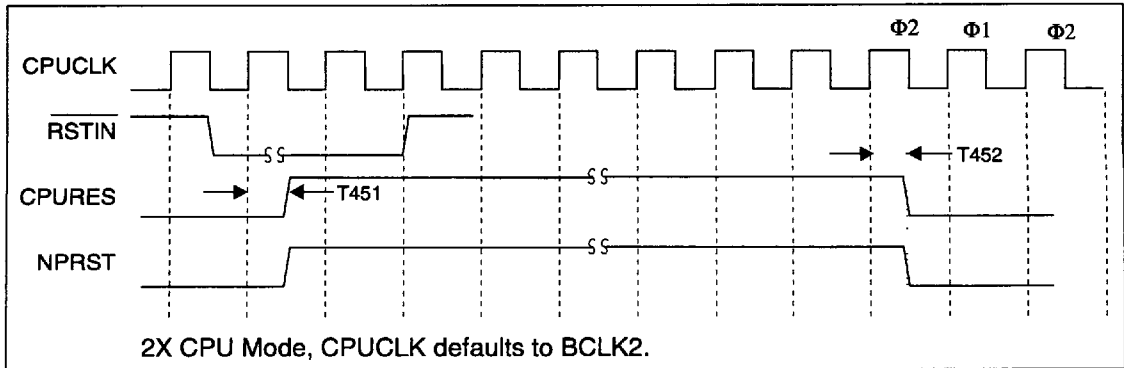 Φ2 Φ1 Φ2
CPUCLK
RSTIN
T452
CPURES
T451
NPRST
2X CPU Mode, CPUCLK defaults to BCLK2.